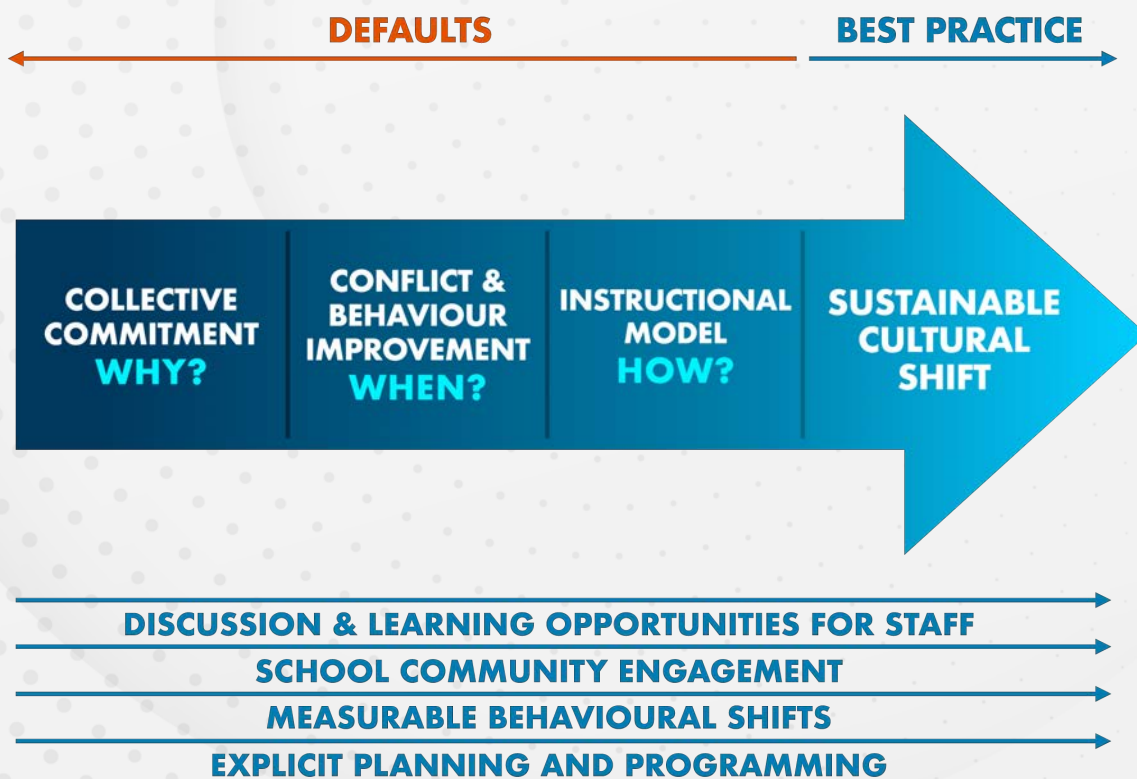 DEFAULTS
BEST PRACTICE
COLLECTIVE
COMMITMENT
WHY?
CONFLICT &
BEHAVIOUR
IMPROVEMENT
WHEN?
INSTRUCTIONAL
MODEL
HOW?
SUSTAINABLE
CULTURAL
SHIFT
DISCUSSION & LEARNING OPPORTUNITIES FOR STAFF
SCHOOL COMMUNITY ENGAGEMENT
MEASURABLE BEHAVIOURAL SHIFTS
EXPLICIT PLANNING AND PROGRAMMING